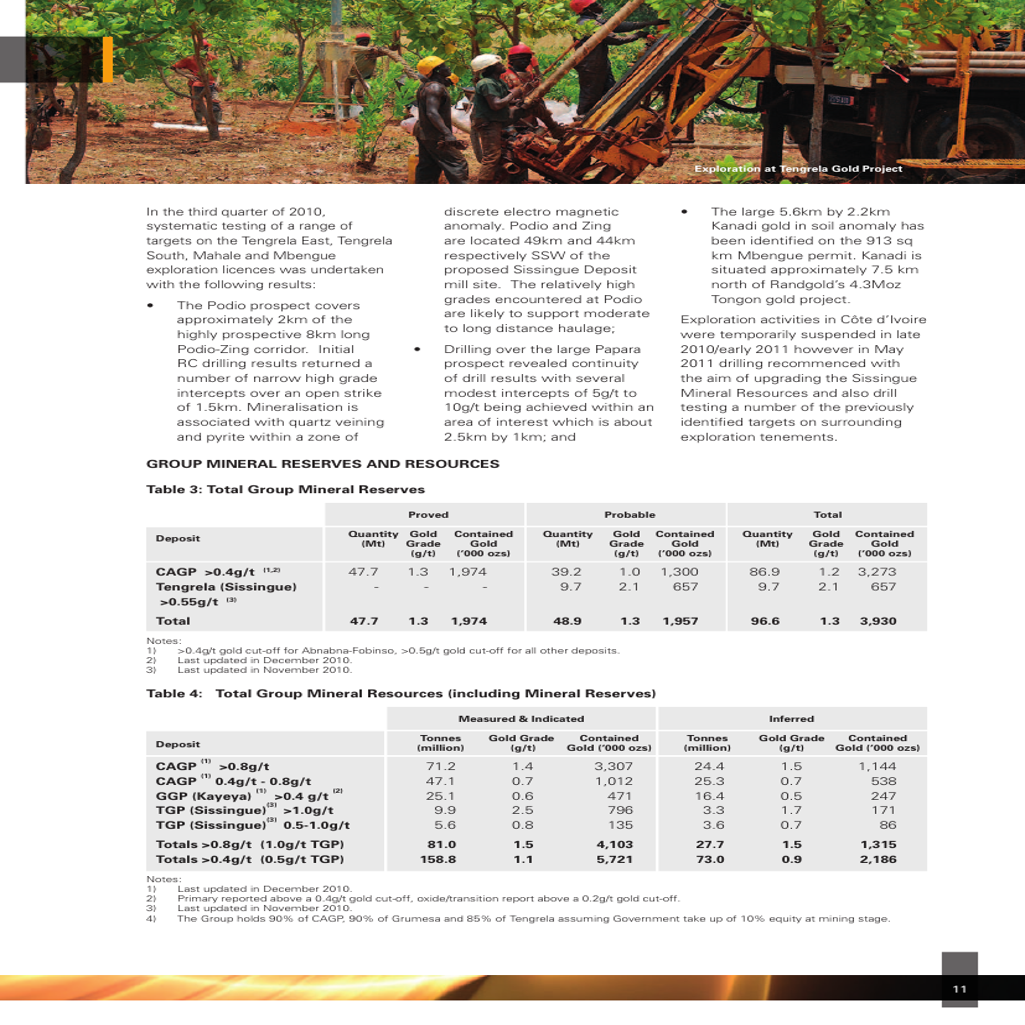 Exploration at Tengrela Gold Project
In the third quarter of 2010,
systematic testing of a range of
targets on the Tengrela East, Tengrela
South, Mahale and Mbengue
exploration licences was undertaken
with the following results:
• The Podio prospect covers
approximately 2km of the
highly prospective 8km long
Podio-Zing corridor. Initial
RC drilling results returned a
number of narrow high grade
intercepts over an open strike
of 1.5km. Mineralisation is
associated with quartz veining
and pyrite within a zone of
discrete electro magnetic
anomaly. Podio and Zing
are located 49km and 44km
respectively SSW of the
proposed Sissingue Deposit
mill site. The relatively high
grades encountered at Podio
are likely to support moderate
to long distance haulage;
• Drilling over the large Papara
prospect revealed continuity
of drill results with several
modest intercepts of 5g/t to
10g/t being achieved within an
area of interest which is about
2.5km by 1km; and
• The large 5.6km by 2.2km
Kanadi gold in soil anomaly has
been identified on the 913 sq
km Mbengue permit. Kanadi is
situated approximately 7.5 km
north of Randgold's 4.3Moz
Tongon gold project.
Exploration activities in Côte d'Ivoire
were temporarily suspended in late
2010/early 2011 however in May
2011 drilling recommenced with
the aim of upgrading the Sissingue
Mineral Resources and also drill
testing a number of the previously
identified targets on surrounding
exploration tenements.
GROUP MINERAL RESERVES AND RESOURCES
Table 3: Total Group Mineral Reserves
Proved Probable Total
Deposit Quantity (Mt) Gold Grade (g/t) Contained Gold ('000 ozs) Quantity (Mt) Gold Grade (g/t) Contained Gold ('000 ozs) Quantity (Mt) Gold Grade (g/t) Contained Gold ('000 ozs)
CAGP >0.4g/t (1,2) 47.7 1.3 1,974 39.2 1.0 1,300 86.9 1.2 3,273
Tengrela (Sissingue) - - - 9.7 2.1 657 9.7 2.1 657
>0.55g/t (3)
Total 47.7 1.3 1,974 48.9 1.3 1,957 96.6 1.3 3,930
Notes:
1) >0.4g/t gold cut-off for Abnabna-Fobinso, >0.5g/t gold cut-off for all other deposits.
2) Last updated in December 2010.
3) Last updated in November 2010.
Table 4: Total Group Mineral Resources (including Mineral Reserves)
Measured & Indicated Inferred
Deposit Tonnes (million) Gold Grade (g/t) Contained Gold ('000 ozs) Tonnes (million) Gold Grade (g/t) Contained Gold ('000 ozs)
CAGP (1) >0.8g/t 71.2 1.4 3,307 24.4 1.5 1,144
CAGP (1) 0.4g/t - 0.8g/t 47.1 0.7 1,012 25.3 0.7 538
GGP (Kayeya) (1) >0.4 g/t (2) 25.1 0.6 471 16.4 0.5 247
TGP (Sissingue) (3) >1.0g/t 9.9 2.5 796 3.3 1.7 171
TGP (Sissingue) (3) 0.5-1.0g/t 5.6 0.8 135 3.6 0.7 86
Totals >0.8g/t (1.0g/t TGP) 81.0 1.5 4,103 27.7 1.5 1,315
Totals >0.4g/t (0.5g/t TGP) 158.8 1.1 5,721 73.0 0.9 2,186
Notes:
1) Last updated in December 2010.
2) Primary reported above a 0.4g/t gold cut-off, oxide/transition report above a 0.2g/t gold cut-off.
3) Last updated in November 2010.
4) The Group holds 90% of CAGP, 90% of Grumesa and 85% of Tengrela assuming Government take up of 10% equity at mining stage.
11